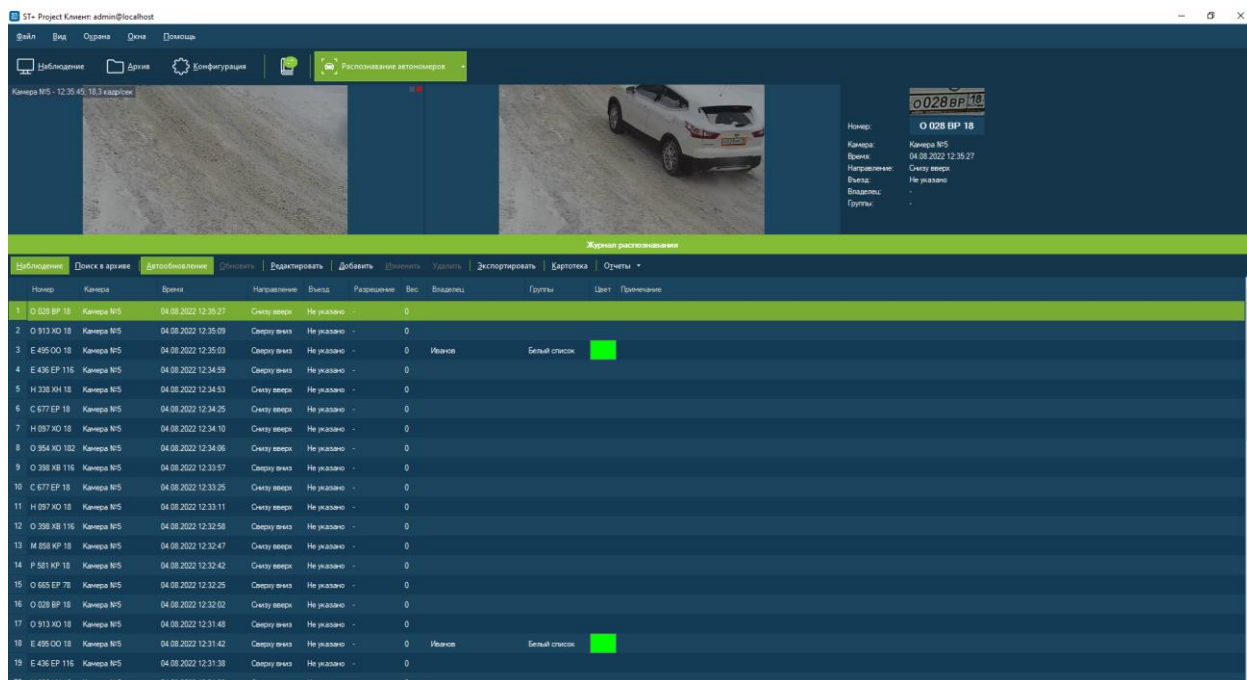 ST+ Project Клиент: admin@localhost
Файл Вид Охрана Окна Помощь
Наблюдение Архив Конфигурация Распознавание автономеров
Камера №5 - 12:35:45; 18,3 кадр/сек
О028ВР 18
Номер: О 028 ВР 18
Камера: Камера №5
Время: 04.08.2022 12:35:27
Направление: Снизу вверх
Въезд: Не указано
Владелец: -
Группы: -
Журнал распознавания
Наблюдение Поиск в архиве Автообновление Обновить Редактировать Добавить Изменить Удалить Экспортировать Картотека Отчеты
Номер Камера Время Направление Въезд Разрешение Вес Владелец Группы Цвет Примечание
1 О 028 ВР 18 Камера №5 04.08.2022 12:35:27 Снизу вверх Не указано - 0
2 О 913 ХО 18 Камера №5 04.08.2022 12:35:09 Сверху вниз Не указано - 0
3 Е 495 ОО 18 Камера №5 04.08.2022 12:35:03 Сверху вниз Не указано - 0 Иванов Белый список
4 Е 436 ЕР 116 Камера №5 04.08.2022 12:34:59 Сверху вниз Не указано - 0
5 Н 338 ХН 18 Камера №5 04.08.2022 12:34:53 Снизу вверх Не указано - 0
6 С 677 ЕР 18 Камера №5 04.08.2022 12:34:25 Снизу вверх Не указано - 0
7 Н 097 ХО 18 Камера №5 04.08.2022 12:34:10 Снизу вверх Не указано - 0
8 О 954 ХО 182 Камера №5 04.08.2022 12:34:06 Снизу вверх Не указано - 0
9 О 398 ХВ 116 Камера №5 04.08.2022 12:33:57 Сверху вниз Не указано - 0
10 С 677 ЕР 18 Камера №5 04.08.2022 12:33:25 Снизу вверх Не указано - 0
11 Н 097 ХО 18 Камера №5 04.08.2022 12:33:11 Снизу вверх Не указано - 0
12 О 398 ХВ 116 Камера №5 04.08.2022 12:32:58 Сверху вниз Не указано - 0
13 М 858 КР 18 Камера №5 04.08.2022 12:32:47 Снизу вверх Не указано - 0
14 Р 581 КР 18 Камера №5 04.08.2022 12:32:42 Снизу вверх Не указано - 0
15 О 665 ЕР 78 Камера №5 04.08.2022 12:32:25 Сверху вниз Не указано - 0
16 О 028 ВР 18 Камера №5 04.08.2022 12:32:02 Снизу вверх Не указано - 0
17 О 913 ХО 18 Камера №5 04.08.2022 12:31:48 Сверху вниз Не указано - 0
18 Е 495 ОО 18 Камера №5 04.08.2022 12:31:42 Сверху вниз Не указано - 0 Иванов Белый список
19 Е 436 ЕР 116 Камера №5 04.08.2022 12:31:38 Сверху вниз Не указано - 0